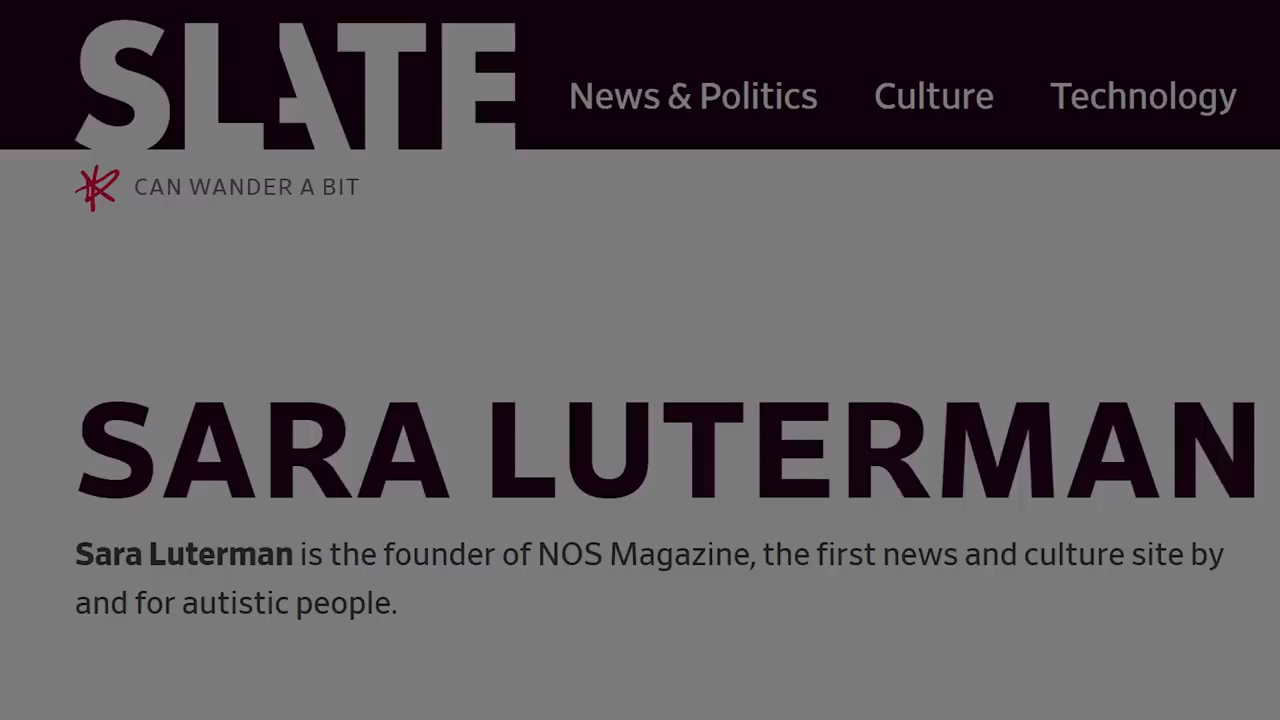 SLATE
News & Politics Culture Technology
CAN WANDER A BIT
SARA LUTERMAN
Sara Luterman is the founder of NOS Magazine, the first news and culture site by
and for autistic people.